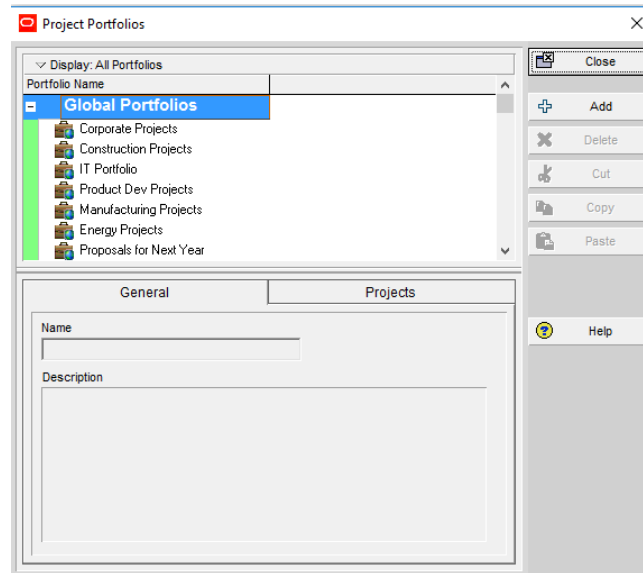 Project Portfolios
Display: All Portfolios
Portfolio Name
Global Portfolios
Corporate Projects
Construction Projects
IT Portfolio
Product Dev Projects
Manufacturing Projects
Energy Projects
Proposals for Next Year
General
Projects
Name
Description
Close
Add
Delete
Cut
Copy
Paste
Help